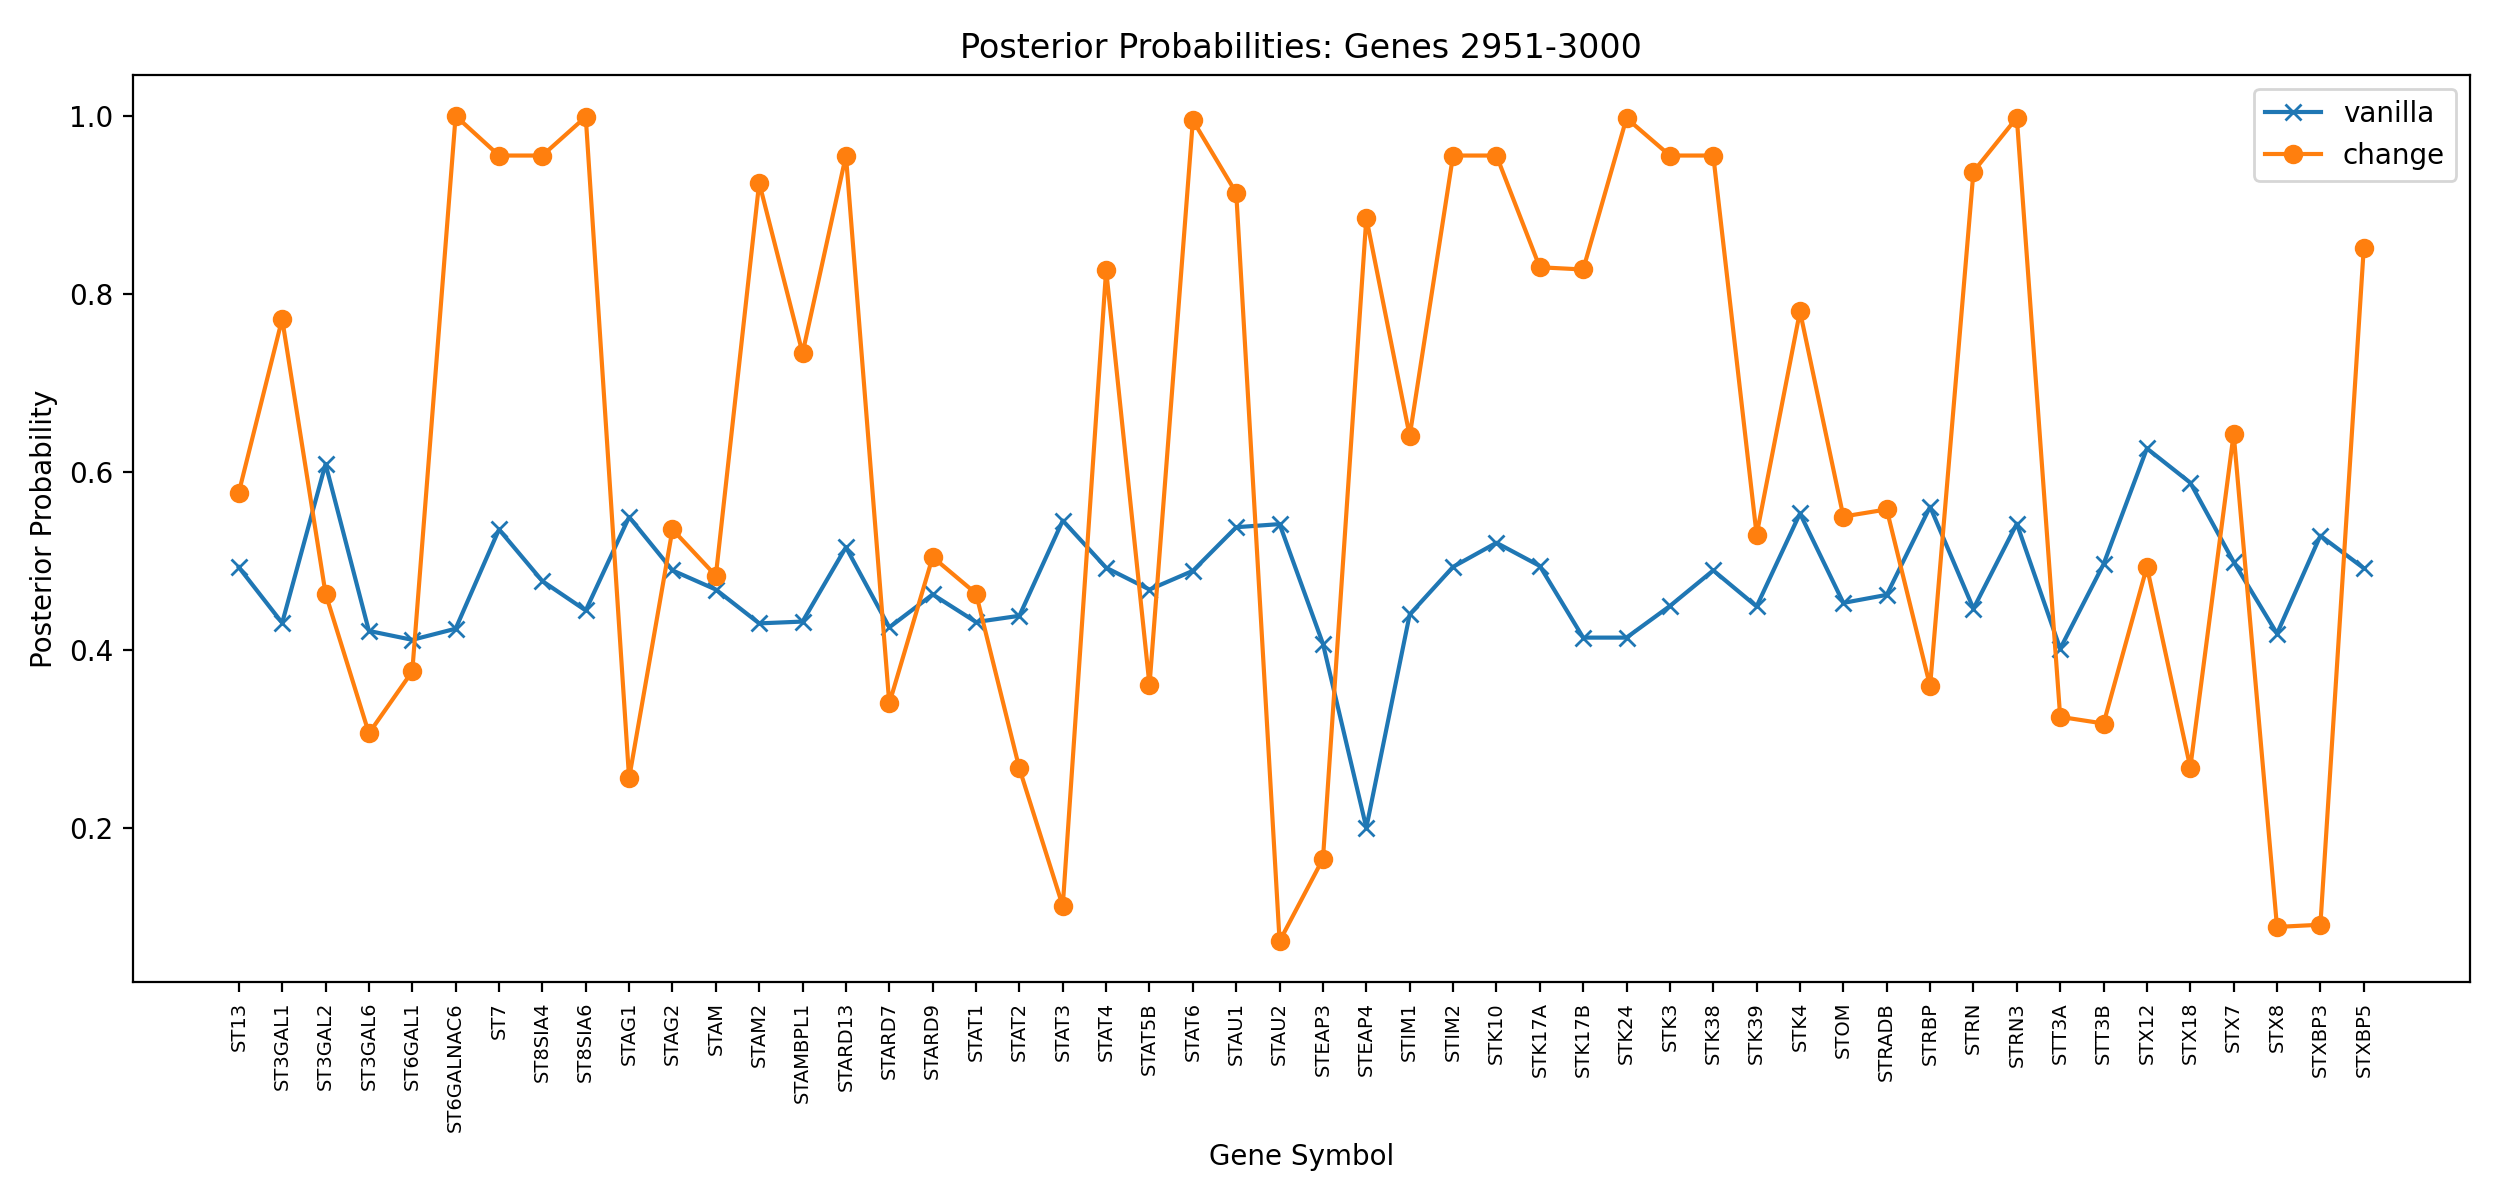 Posterior Probabilities: Genes 2951-3000
vanilla
change
Posterior Probability
1.0
0.8
0.6
0.4
0.2
ST13
ST3GAL1
ST3GAL2
ST3GAL6
ST6GAL1
ST6GALNAC6
ST7
ST8SIA4
ST8SIA6
STAG1
STAG2
STAM
STAM2
STAMBPL1
STARD13
STARD7
STARD9
STAT1
STAT2
STAT3
STAT4
STAT5B
STAT6
STAU1
STAU2
STEAP3
STEAP4
STIM1
STIM2
STK10
STK17A
STK17B
STK24
STK3
STK38
STK39
STK4
STOM
STRADB
STRBP
STRN
STRN3
STT3A
STT3B
STX12
STX18
STX7
STX8
STXBP3
STXBP5
Gene Symbol